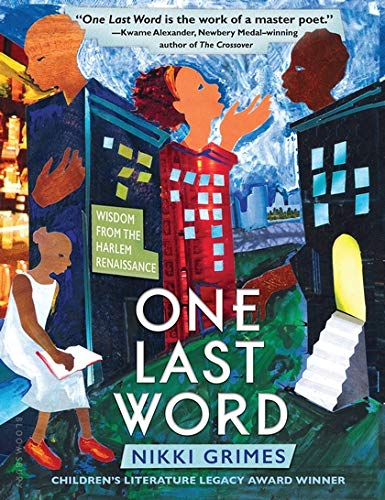 “One Last Word is the work of a master poet.”
—Kwame Alexander, Newbery Medal–winning
author of The Crossover
WISDOM
FROM THE
HARLEM
RENAISSANCE
ONE
LAST
WORD
NIKKI GRIMES
CHILDREN'S LITERATURE LEGACY AWARD WINNER
BLOOMSBURY